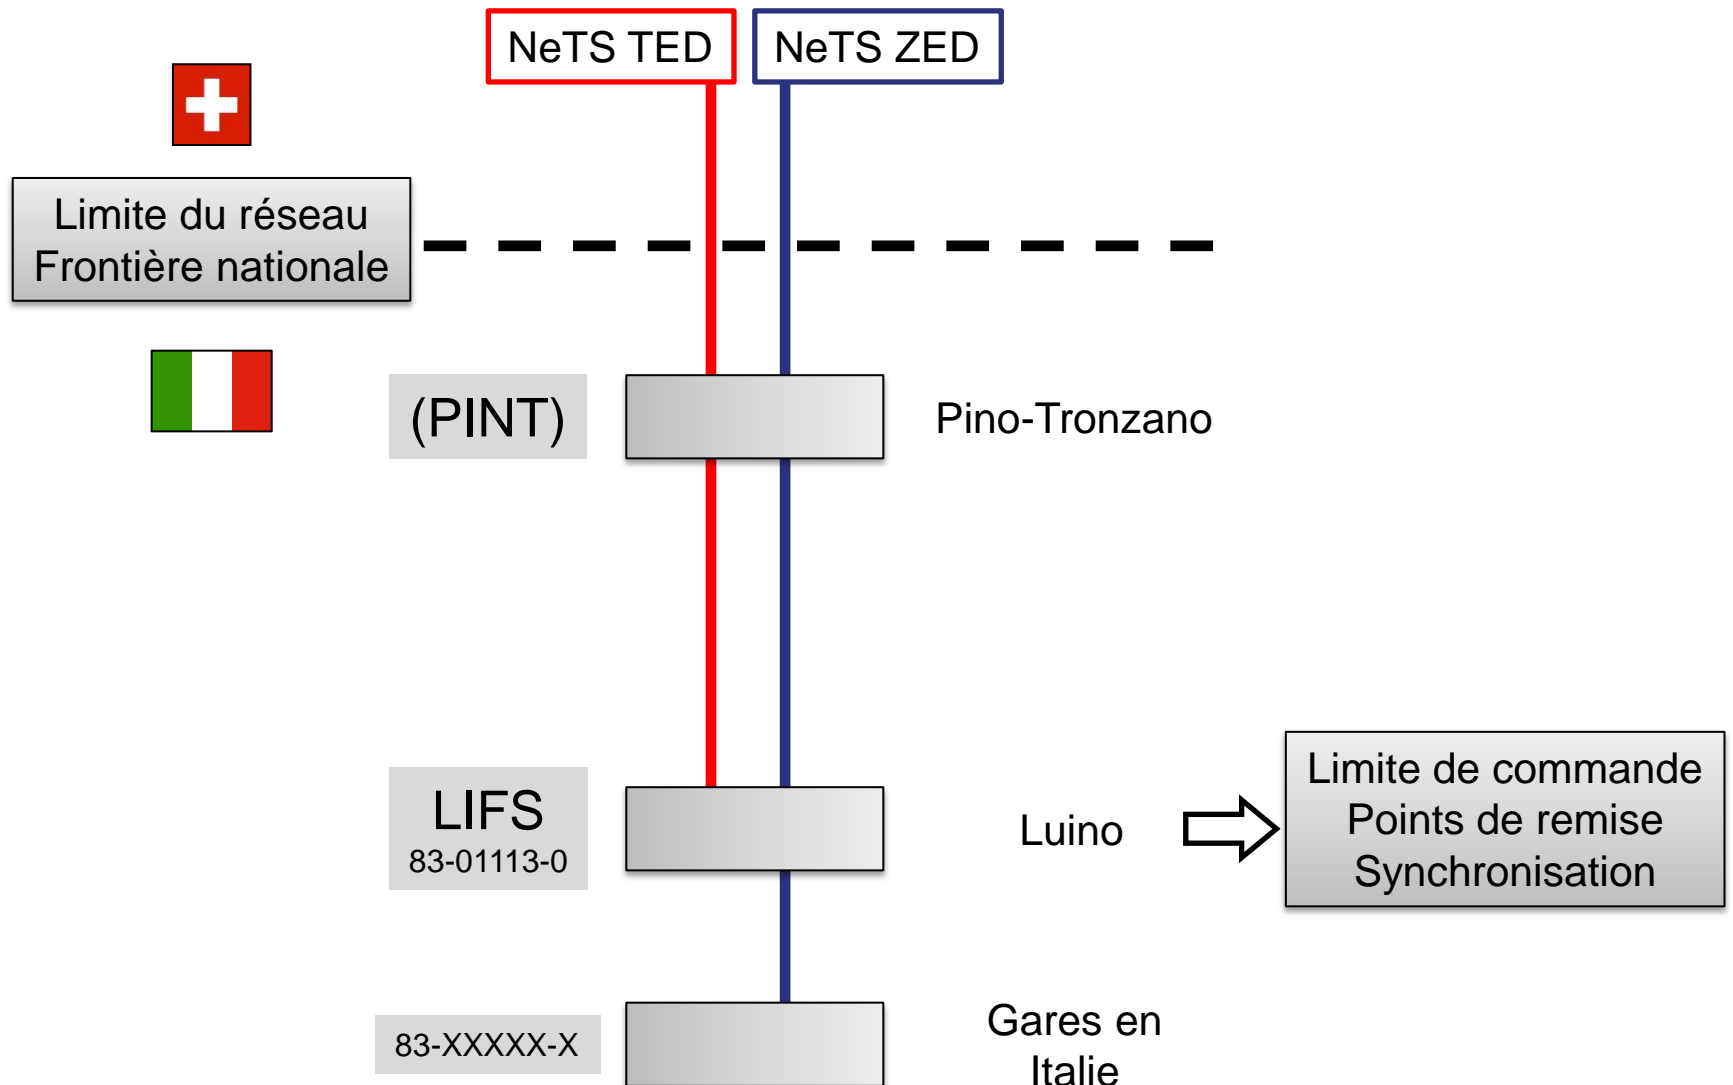 NeTS TED
NeTS ZED
Limite du réseau
Frontière nationale
(PINT)
Pino-Tronzano
LIFS
83-01113-0
Luino
Limite de commande
Points de remise
Synchronisation
83-XXXXX-X
Gares en
Italie